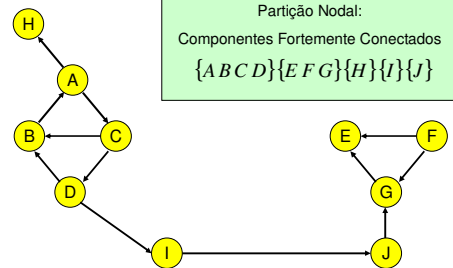 Partição Nodal:
Componentes Fortemente Conectados
{A B C D}{E F G}{H}{I}{J}
H
A
B
C
D
E
F
G
I
J